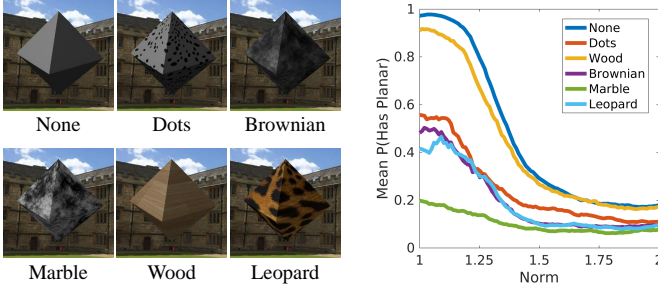 None Dots Brownian
Marble Wood Leopard
1
0.8
0.6
0.4
0.2
0
Mean P(Has Planar)
1 1.25 1.5 1.75 2
Norm
None
Dots
Wood
Brownian
Marble
Leopard